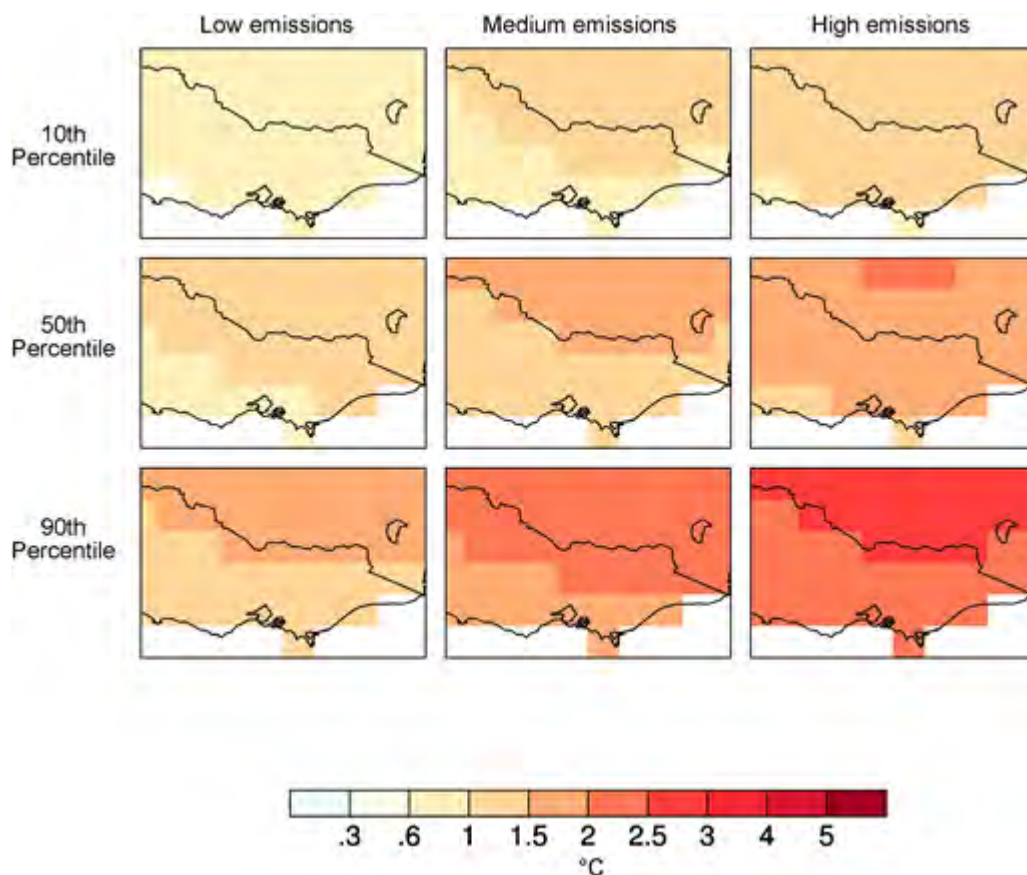 Low emissions
Medium emissions
High emissions
10th
Percentile
50th
Percentile
90th
Percentile
.3 .6 1 1.5 2 2.5 3 4 5
°C